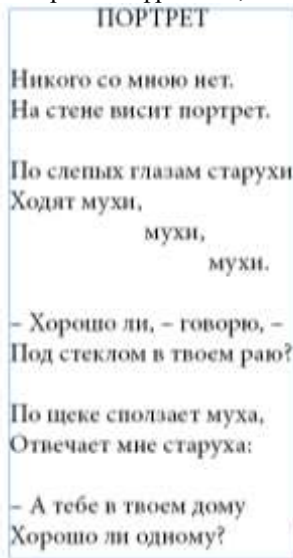 ПОРТРЕТ
Никого со мною нет.
На стене висит портрет.
По слепых глазам старухи
Ходят мухи,
мухи,
мухи.
– Хорошо ли, – говорю, –
Под стеклом в твоем раю?
По щеке сползает муха,
Отвечает мне старуха:
– А тебе в твоем дому
Хорошо ли одному?